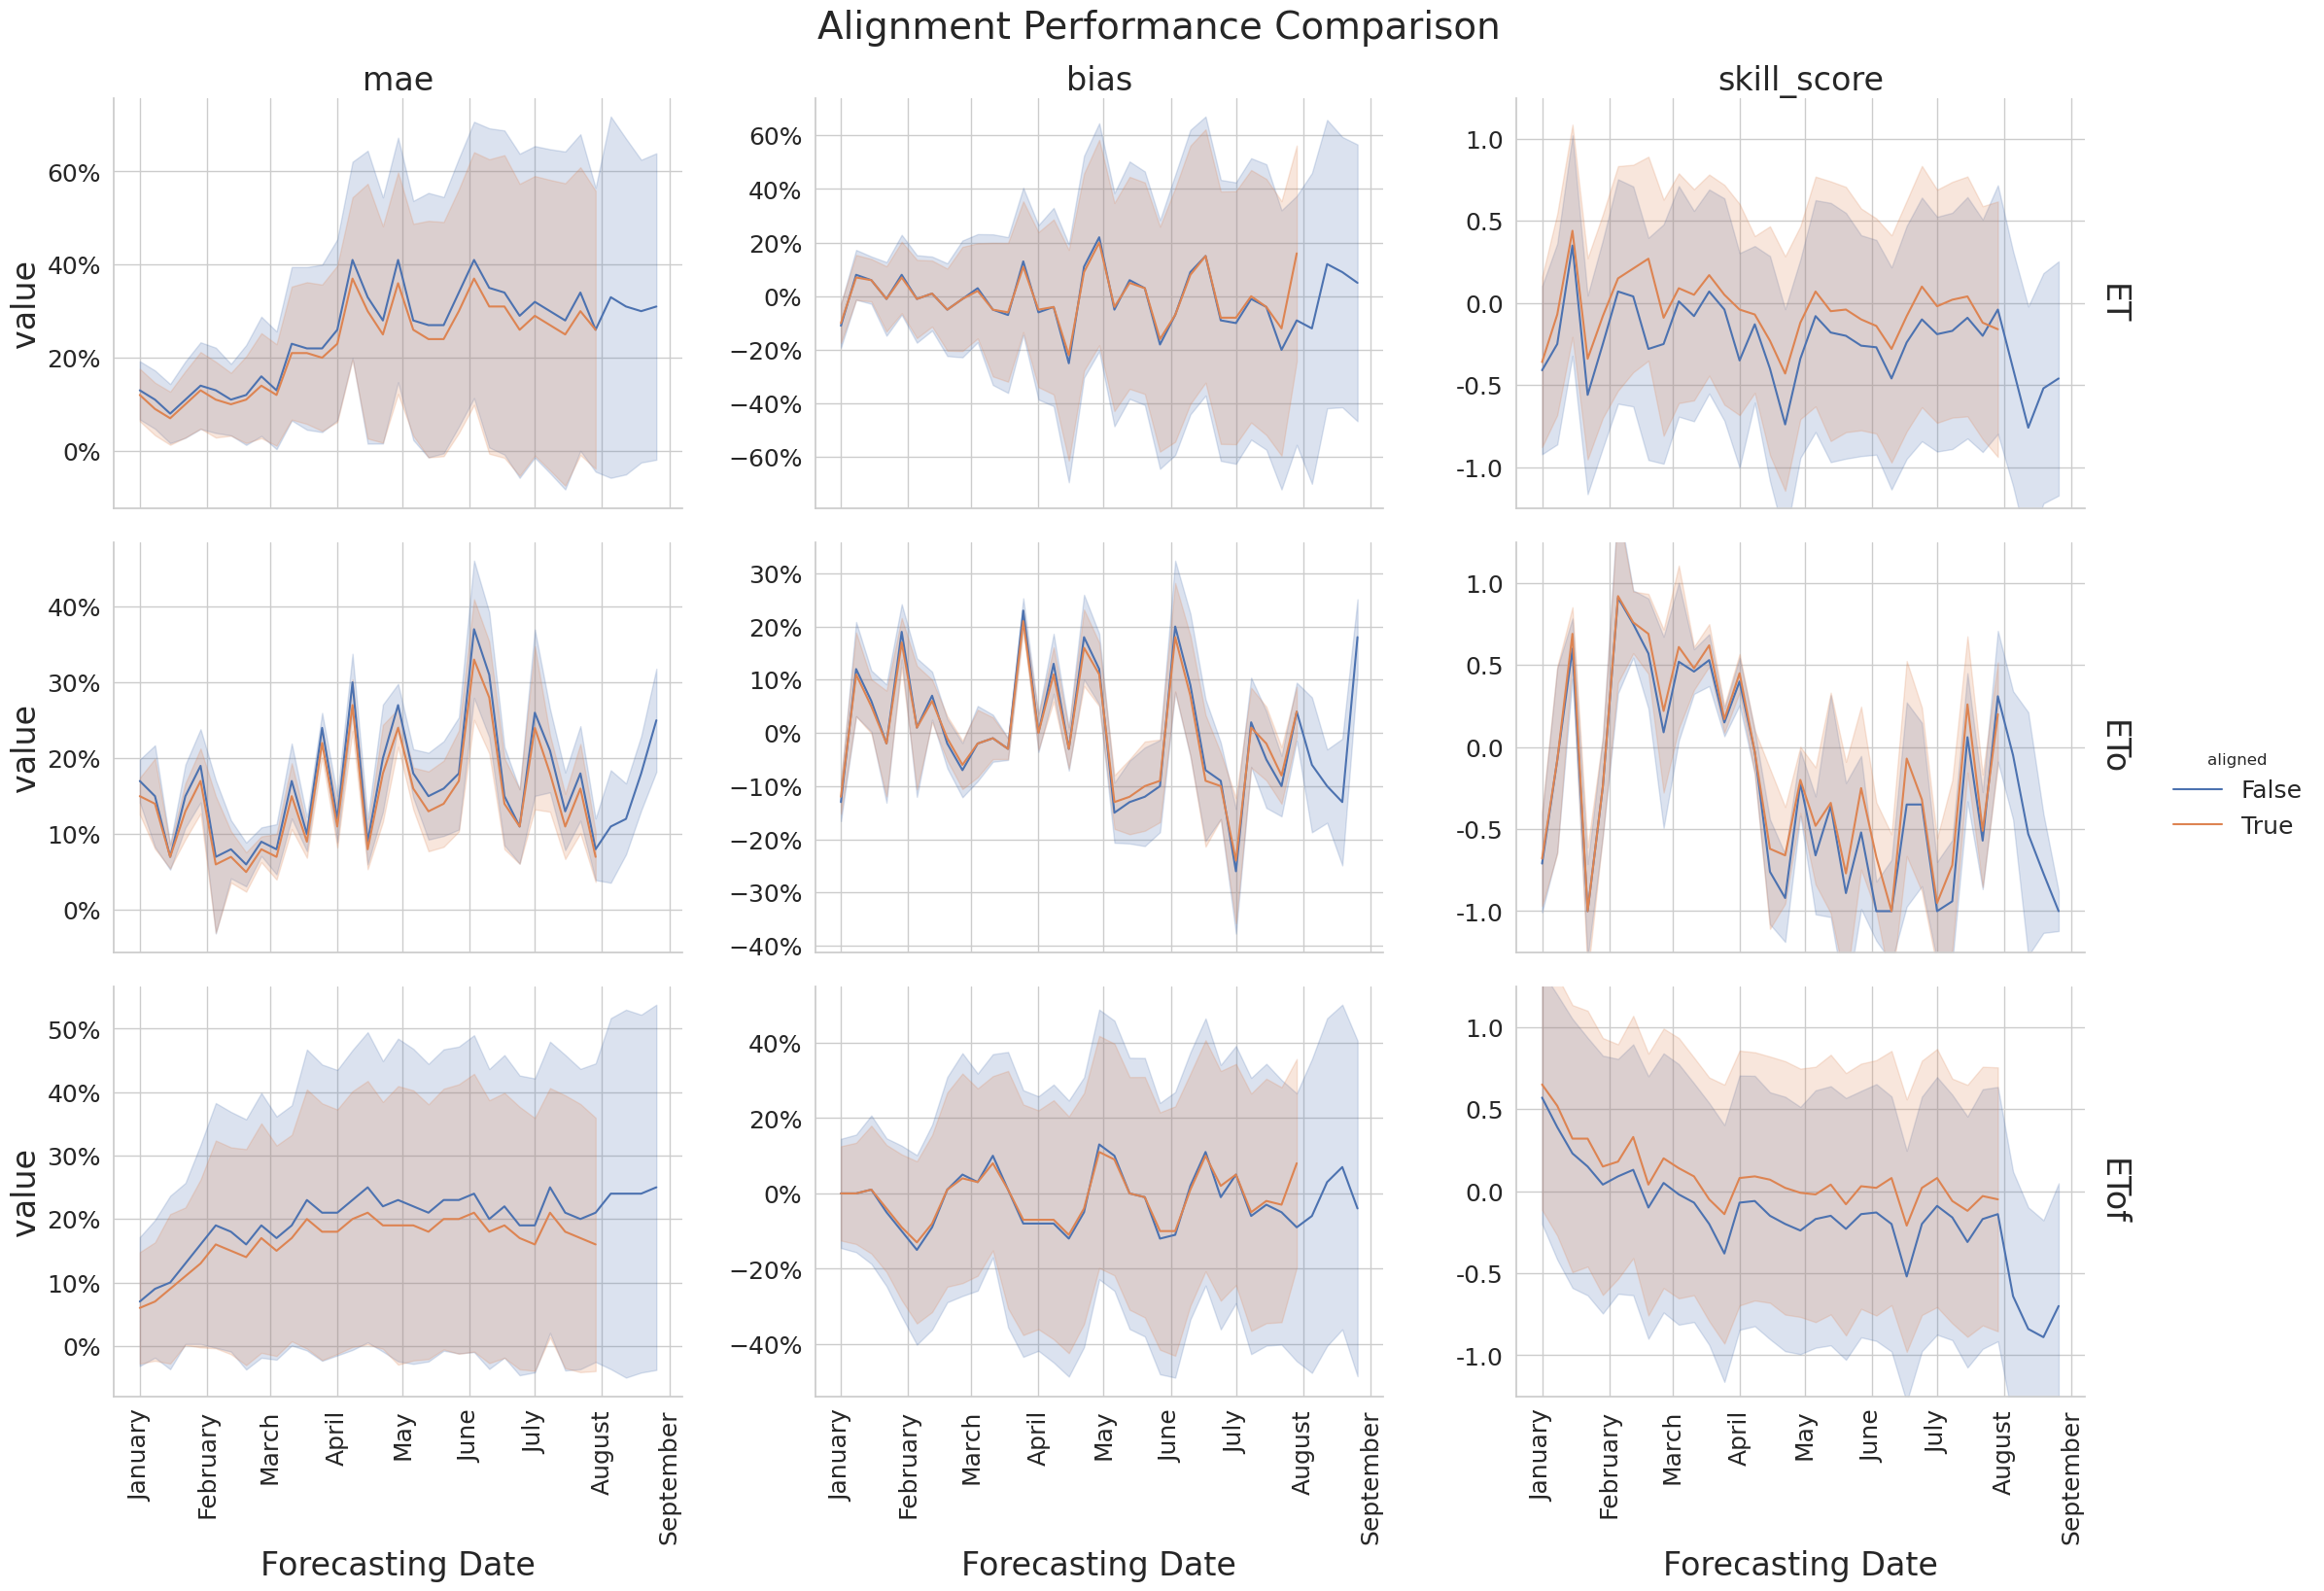 Alignment Performance Comparison
mae
bias
skill_score
value
60%
40%
20%
0%
60%
40%
20%
0%
−20%
−40%
−60%
1.0
0.5
0.0
-0.5
-1.0
ET
value
40%
30%
20%
10%
0%
30%
20%
10%
0%
−10%
−20%
−30%
−40%
1.0
0.5
0.0
-0.5
-1.0
ETo
aligned
False
True
value
50%
40%
30%
20%
10%
0%
40%
20%
0%
−20%
−40%
1.0
0.5
0.0
-0.5
-1.0
ETof
January
February
March
April
May
June
July
August
September
January
February
March
April
May
June
July
August
September
January
February
March
April
May
June
July
August
September
Forecasting Date
Forecasting Date
Forecasting Date